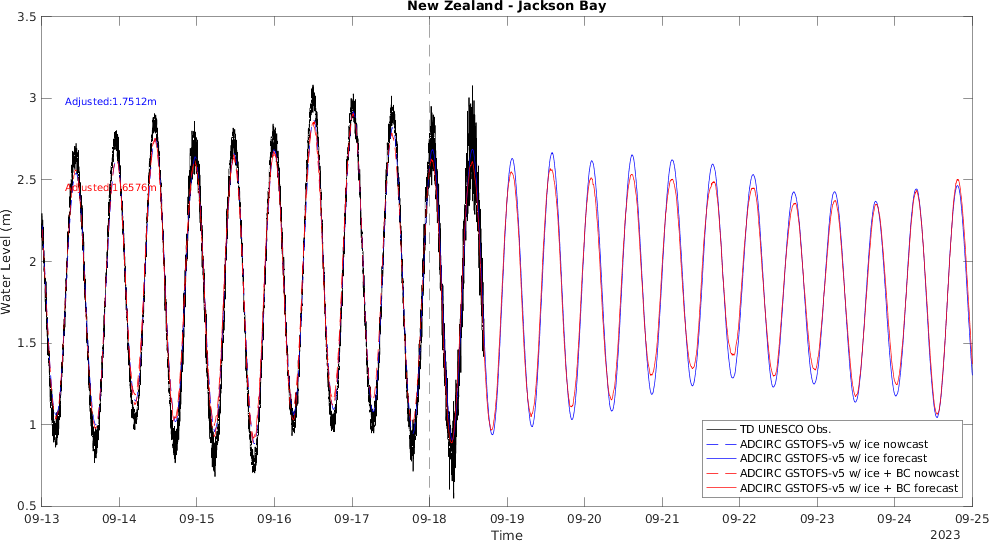 New Zealand - Jackson Bay
3.5
3
2.5
2
1.5
1
0.5
Water Level (m)
Adjusted:1.7512m
Adjusted:1.6576m
TD UNESCO Obs.
ADCIRC GSTOFS-v5 w/ ice nowcast
ADCIRC GSTOFS-v5 w/ ice forecast
ADCIRC GSTOFS-v5 w/ ice + BC nowcast
ADCIRC GSTOFS-v5 w/ ice + BC forecast
09-13 09-14 09-15 09-16 09-17 09-18 09-19 09-20 09-21 09-22 09-23 09-24 09-25
Time
2023